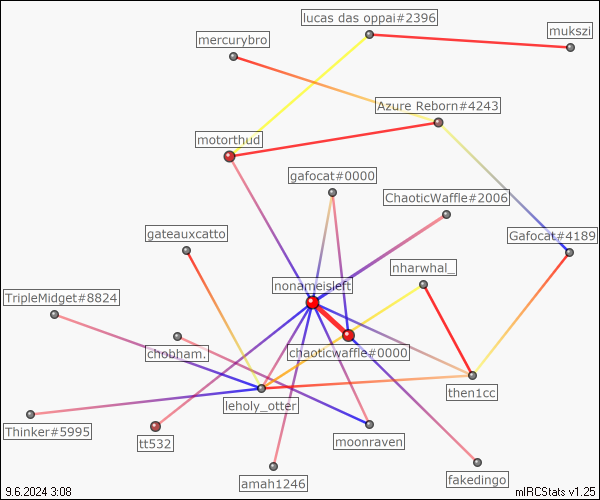 lucas das oppai#2396
mukszi
mercurybro
Azure Reborn#4243
motorthud
gafocat#0000
ChaoticWaffle#2006
gateauxcatto
Gafocat#4189
nharwhal_
nonameisleft
TripleMidget#8824
chobham.
chaoticwaffle#0000
then1cc
leholy_otter
Thinker#5995
tt532
moonraven
amah1246
fakedingo
9.6.2024 3:08
mIRCStats v1.25